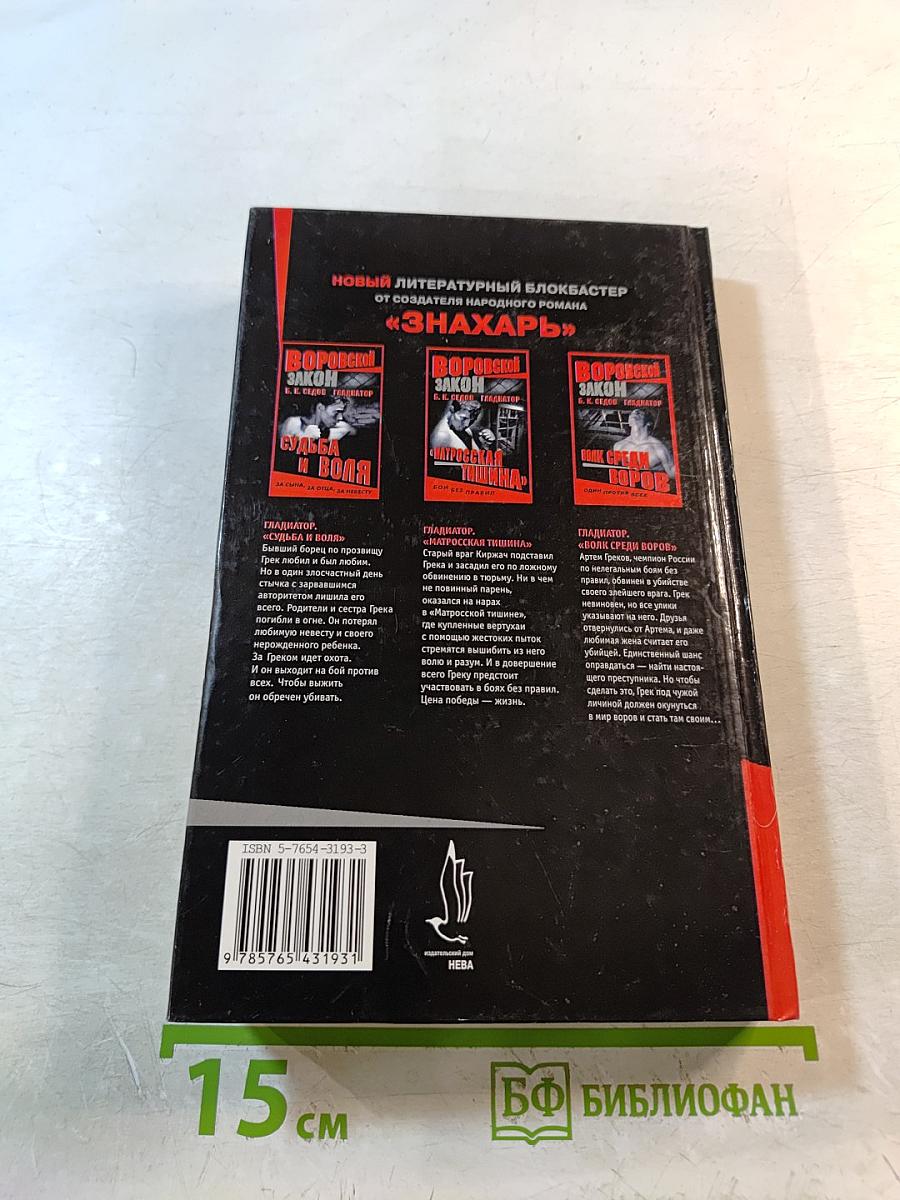 НОВЫЙ ЛИТЕРАТУРНЫЙ БЛОКБАСТЕР
ОТ СОЗДАТЕЛЯ НАРОДНОГО РОМАНА
«ЗНАХАРЬ»
ВОРОВСКОЙ
ЗАКОН
Б. К. СЕДОВ ГЛАДИАТОР
СУДЬБА
И ВОЛЯ
ЗА СЫНА, ЗА ОТЦА, ЗА НЕВЕСТУ
ВОРОВСКОЙ
ЗАКОН
Б. К. СЕДОВ ГЛАДИАТОР
«МАТРОССКАЯ
ТИШИНА»
БОИ БЕЗ ПРАВИЛ
ВОРОВСКОЙ
ЗАКОН
Б. К. СЕДОВ ГЛАДИАТОР
ВОЛК СРЕДИ
ВОРОВ
ОДИН ПРОТИВ ВСЕХ
ГЛАДИАТОР.
«СУДЬБА И ВОЛЯ»
Бывший борец по прозвищу
Грек любил и был любим.
Но в один злосчастный день
стычка с зарвавшимся
авторитетом лишила его
всего. Родители и сестра Грека
погибли в огне. Он потерял
любимую невесту и своего
нерожденного ребенка.
За Греком идет охота.
И он выходит на бой против
всех. Чтобы выжить
он обречен убивать.
ГЛАДИАТОР.
«МАТРОССКАЯ ТИШИНА»
Старый враг Киржач подставил
Грека и засадил его по ложному
обвинению в тюрьму. Ни в чем
не повинный парень,
оказался на нарах
в «Матросской тишине»,
где купленные вертухаи
с помощью жестоких пыток
стремятся вышибить из него
волю и разум. И в довершение
всего Греку предстоит
участвовать в боях без правил.
Цена победы — жизнь.
ГЛАДИАТОР.
«ВОЛК СРЕДИ ВОРОВ»
Артем Греков, чемпион России
по нелегальным боям без
правил, обвинен в убийстве
своего злейшего врага. Грек
невиновен, но все улики
указывают на него. Друзья
отвернулись от Артема, и даже
любимая жена считает его
убийцей. Единственный шанс
оправдаться — найти настоя-
щего преступника. Но чтобы
сделать это, Грек под чужой
личиной должен окунуться
в мир воров и стать там своим...
ISBN 5-7654-3193-3
9 785765 431931
издательский дом
НЕВА
15 см
БФ БИБЛИОФАН